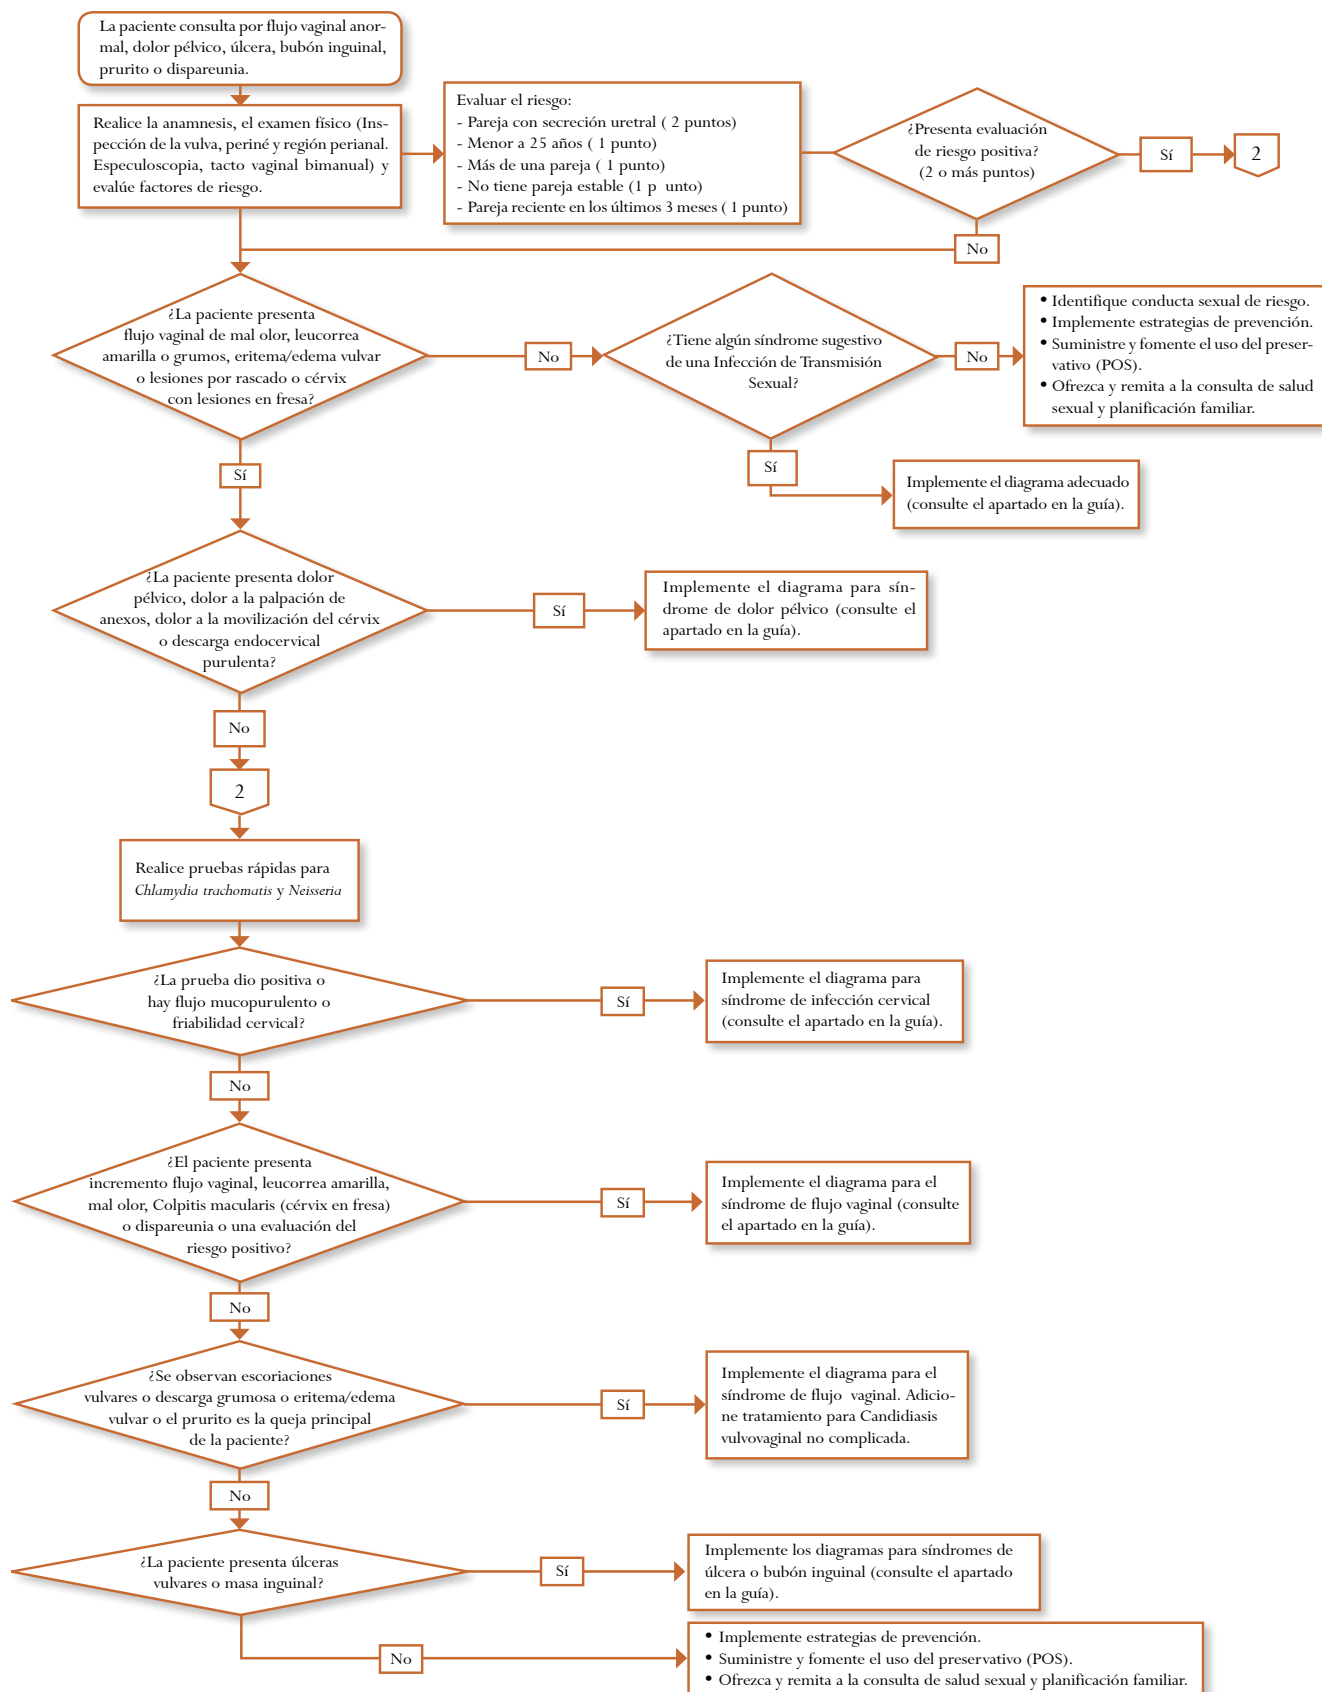 La paciente consulta por flujo vaginal anor-
mal, dolor pélvico, úlcera, bubón inguinal,
prurito o dispareunia.
Realice la anamnesis, el examen físico (Ins-
pección de la vulva, periné y región perianal.
Especuloscopia, tacto vaginal bimanual) y
evalúe factores de riesgo.
Evaluar el riesgo:
- Pareja con secreción uretral ( 2 puntos)
- Menor a 25 años ( 1 punto)
- Más de una pareja ( 1 punto)
- No tiene pareja estable (1 p unto)
- Pareja reciente en los últimos 3 meses ( 1 punto)
¿Presenta evaluación
de riesgo positiva?
(2 o más puntos)
Sí
2
No
¿La paciente presenta
flujo vaginal de mal olor, leucorrea
amarilla o grumos, eritema/edema vulvar
o lesiones por rascado o cérvix
con lesiones en fresa?
No
¿Tiene algún síndrome sugestivo
de una Infección de Transmisión
Sexual?
No
• Identifique conducta sexual de riesgo.
• Implemente estrategias de prevención.
• Suministre y fomente el uso del preser-
vativo (POS).
• Ofrezca y remita a la consulta de salud
sexual y planificación familiar.
Sí
Implemente el diagrama adecuado
(consulte el apartado en la guía).
Sí
¿La paciente presenta dolor
pélvico, dolor a la palpación de
anexos, dolor a la movilización del cérvix
o descarga endocervical
purulenta?
Sí
Implemente el diagrama para sín-
drome de dolor pélvico (consulte el
apartado en la guía).
No
2
Realice pruebas rápidas para
Chlamydia trachomatis y Neisseria
¿La prueba dio positiva o
hay flujo mucopurulento o
friabilidad cervical?
Sí
Implemente el diagrama para
síndrome de infección cervical
(consulte el apartado en la guía).
No
¿El paciente presenta
incremento flujo vaginal, leucorrea amarilla,
mal olor, Colpitis macularis (cérvix en fresa)
o dispareunia o una evaluación del
riesgo positivo?
Sí
Implemente el diagrama para el
síndrome de flujo vaginal (consulte
el apartado en la guía).
No
¿Se observan escoriaciones
vulvares o descarga grumosa o eritema/edema
vulvar o el prurito es la queja principal
de la paciente?
Sí
Implemente el diagrama para el
síndrome de flujo vaginal. Adicio-
ne tratamiento para Candidiasis
vulvovaginal no complicada.
No
¿La paciente presenta úlceras
vulvares o masa inguinal?
Sí
Implemente los diagramas para síndromes de
úlcera o bubón inguinal (consulte el apartado
en la guía).
No
• Implemente estrategias de prevención.
• Suministre y fomente el uso del preservativo (POS).
• Ofrezca y remita a la consulta de salud sexual y planificación familiar.